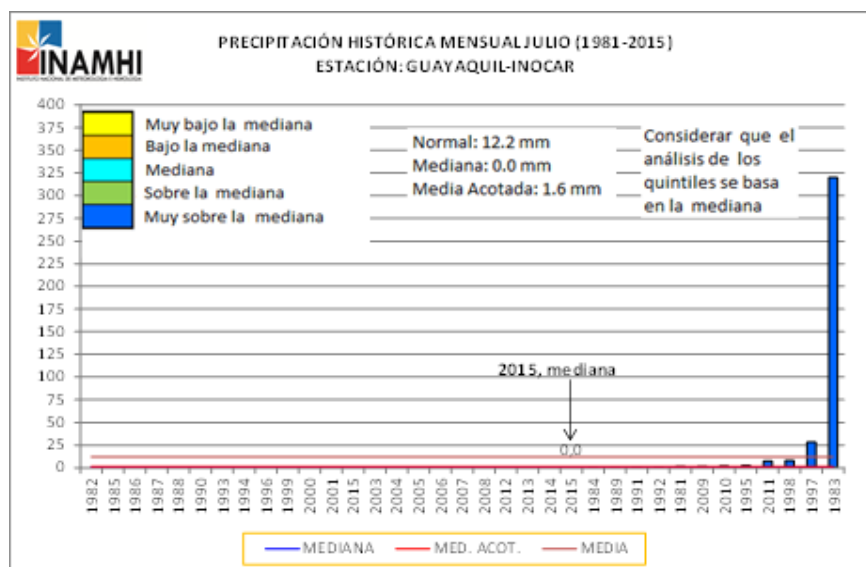 INAMHI
INSTITUTO NACIONAL DE METEOROLOGIA E HIDROLOGIA
PRECIPITACIÓN HISTÓRICA MENSUAL JULIO (1981-2015)
ESTACIÓN: GUAYAQUIL-INOCAR
400
375
350
325
300
275
250
225
200
175
150
125
100
75
50
25
0
Muy bajo la mediana
Bajo la mediana
Mediana
Sobre la mediana
Muy sobre la mediana
Normal: 12.2 mm
Mediana: 0.0 mm
Media Acotada: 1.6 mm
Considerar que el
análisis de los
quintiles se basa
en la mediana
2015, mediana
0,0
1982
1985
1986
1987
1988
1990
1993
1994
1996
1999
2000
2001
2015
2003
2004
2005
2006
2007
2008
2012
2013
2014
2015
1984
1989
1991
1992
1981
2009
2010
1995
2011
1998
1997
1983
MEDIANA
MED. ACOT.
MEDIA